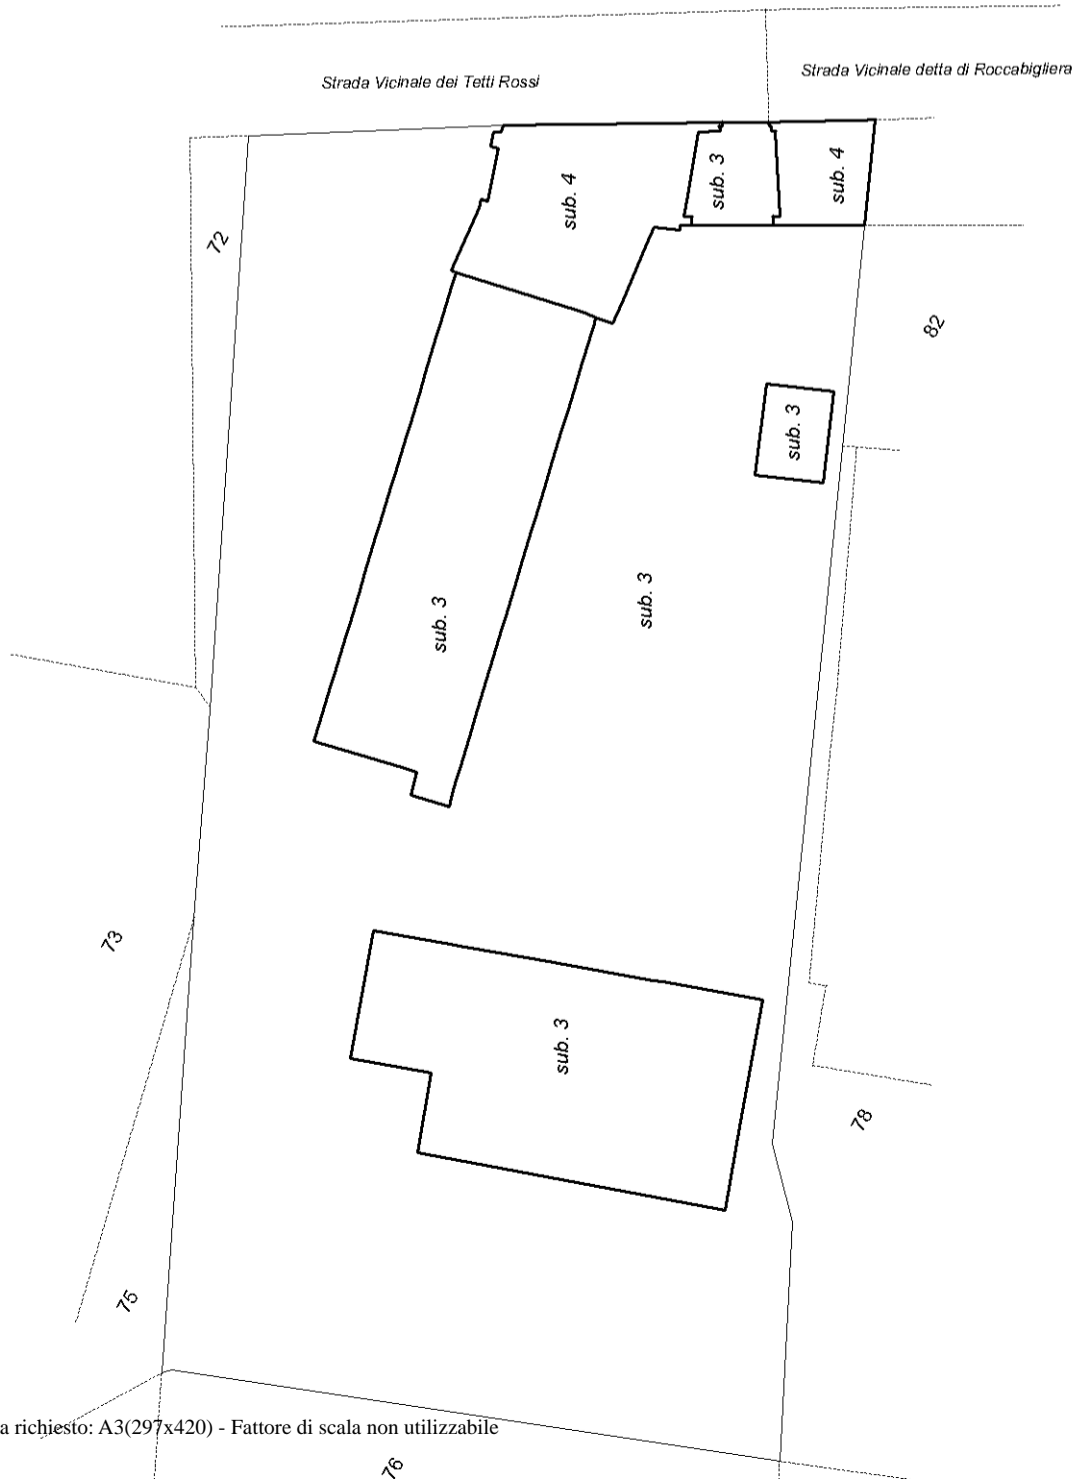 Strada Vicinale dei Tetti Rossi
Strada Vicinale detta di Roccabigliera
sub. 4
sub. 3
sub. 4
72
82
sub. 3
sub. 3
sub. 3
73
sub. 3
78
75
a richiesto: A3(297x420) - Fattore di scala non utilizzabile
76